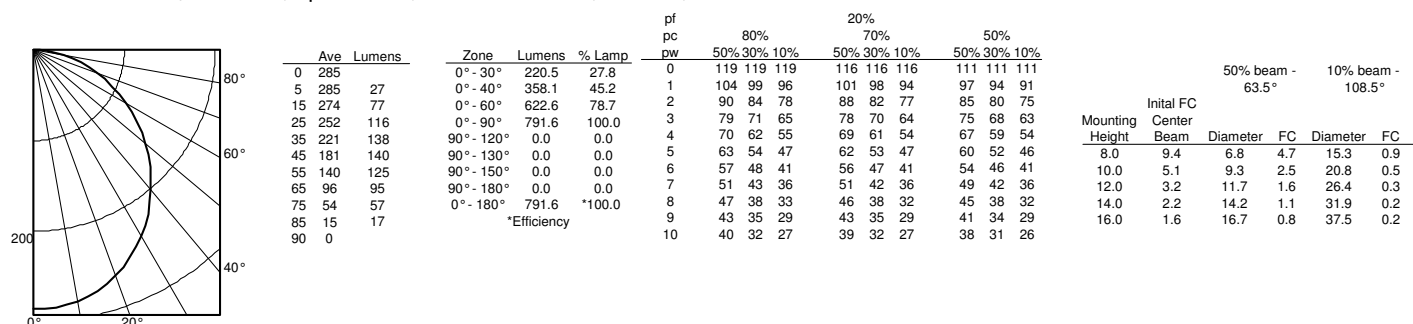 80°
60°
40°
200
0° 20°
Ave Lumens
0 285
5 285 27
15 274 77
25 252 116
35 221 138
45 181 140
55 140 125
65 96 95
75 54 57
85 15 17
90 0
Zone Lumens % Lamp
0° - 30° 220.5 27.8
0° - 40° 358.1 45.2
0° - 60° 622.6 78.7
0° - 90° 791.6 100.0
90° - 120° 0.0 0.0
90° - 130° 0.0 0.0
90° - 150° 0.0 0.0
90° - 180° 0.0 0.0
0° - 180° 791.6 *100.0
*Efficiency
pf 20%
pc 80% 70% 50%
pw 50% 30% 10% 50% 30% 10% 50% 30% 10%
0 119 119 119 116 116 116 111 111 111
1 104 99 96 101 98 94 97 94 91
2 90 84 78 88 82 77 85 80 75
3 79 71 65 78 70 64 75 68 63
4 70 62 55 69 61 54 67 59 54
5 63 54 47 62 53 47 60 52 46
6 57 48 41 56 47 41 54 46 41
7 51 43 36 51 42 36 49 42 36
8 47 38 33 46 38 32 45 38 32
9 43 35 29 43 35 29 41 34 29
10 40 32 27 39 32 27 38 31 26
50% beam - 10% beam -
63.5° 108.5°
Inital FC
Mounting Center
Height Beam Diameter FC Diameter FC
8.0 9.4 6.8 4.7 15.3 0.9
10.0 5.1 9.3 2.5 20.8 0.5
12.0 3.2 11.7 1.6 26.4 0.3
14.0 2.2 14.2 1.1 31.9 0.2
16.0 1.6 16.7 0.8 37.5 0.2